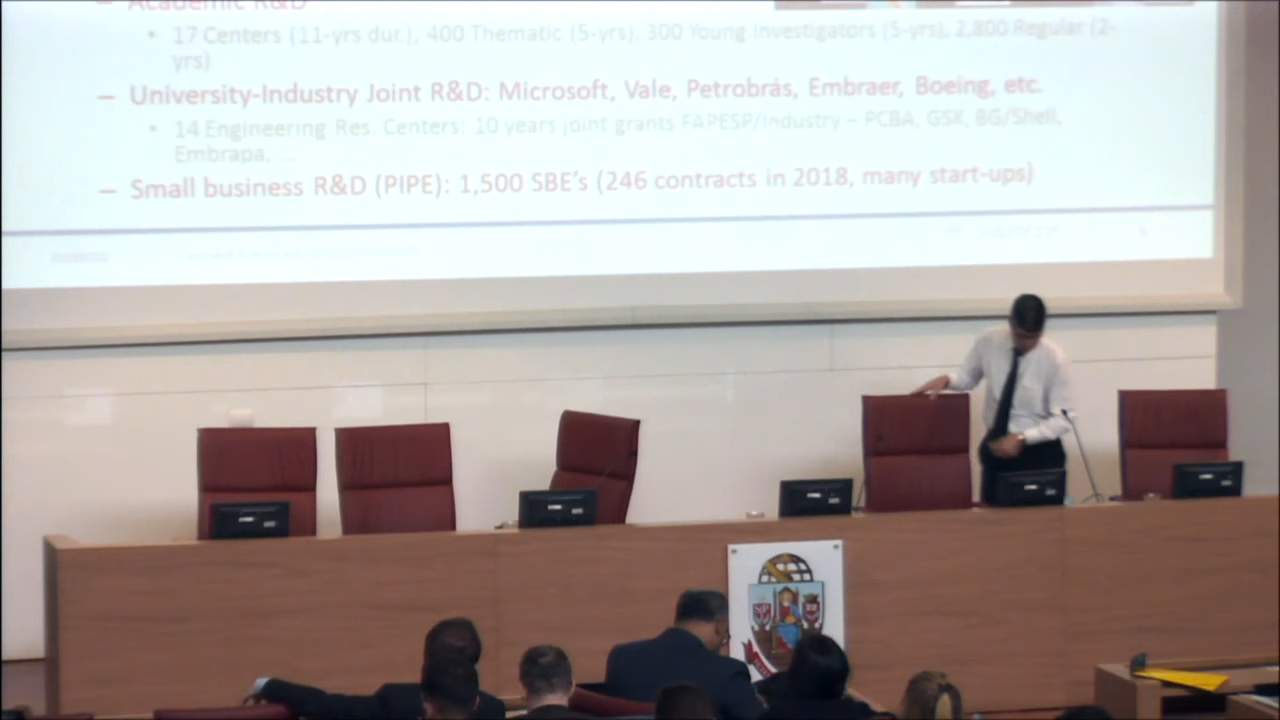 Academic R&D
• 17 Centers (11-yrs dur.), 400 Thematic (5-yrs), 300 Young Investigators (5-yrs), 2,800 Regular (2-
yrs)
– University-Industry Joint R&D: Microsoft, Vale, Petrobrás, Embraer, Boeing, etc.
• 14 Engineering Res. Centers: 10 years joint grants FAPESP/Industry – PCBA, GSK, BG/Shell,
Embrapa, ...
– Small business R&D (PIPE): 1,500 SBE's (246 contracts in 2018, many start-ups)